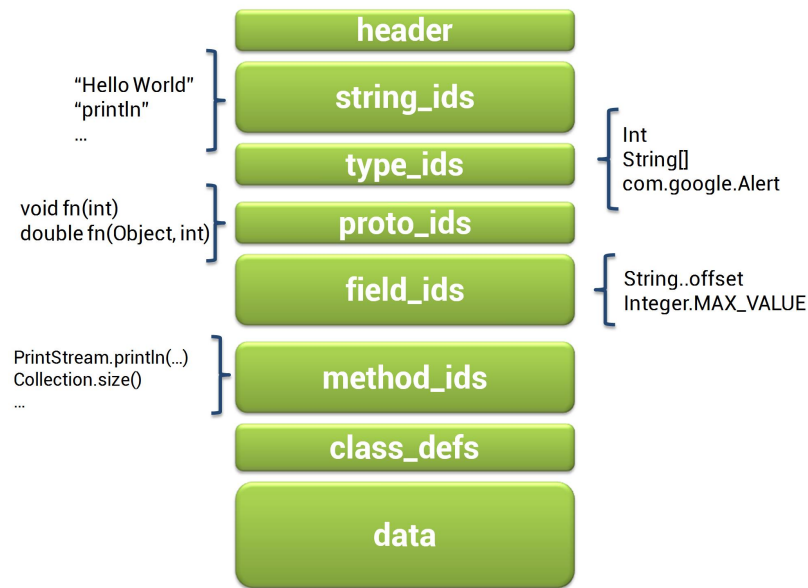 header
“Hello World”
“println”
...
string_ids
type_ids
Int
String[]
com.google.Alert
void fn(int)
double fn(Object, int)
proto_ids
field_ids
String..offset
Integer.MAX_VALUE
PrintStream.println(...)
Collection.size()
...
method_ids
class_defs
data